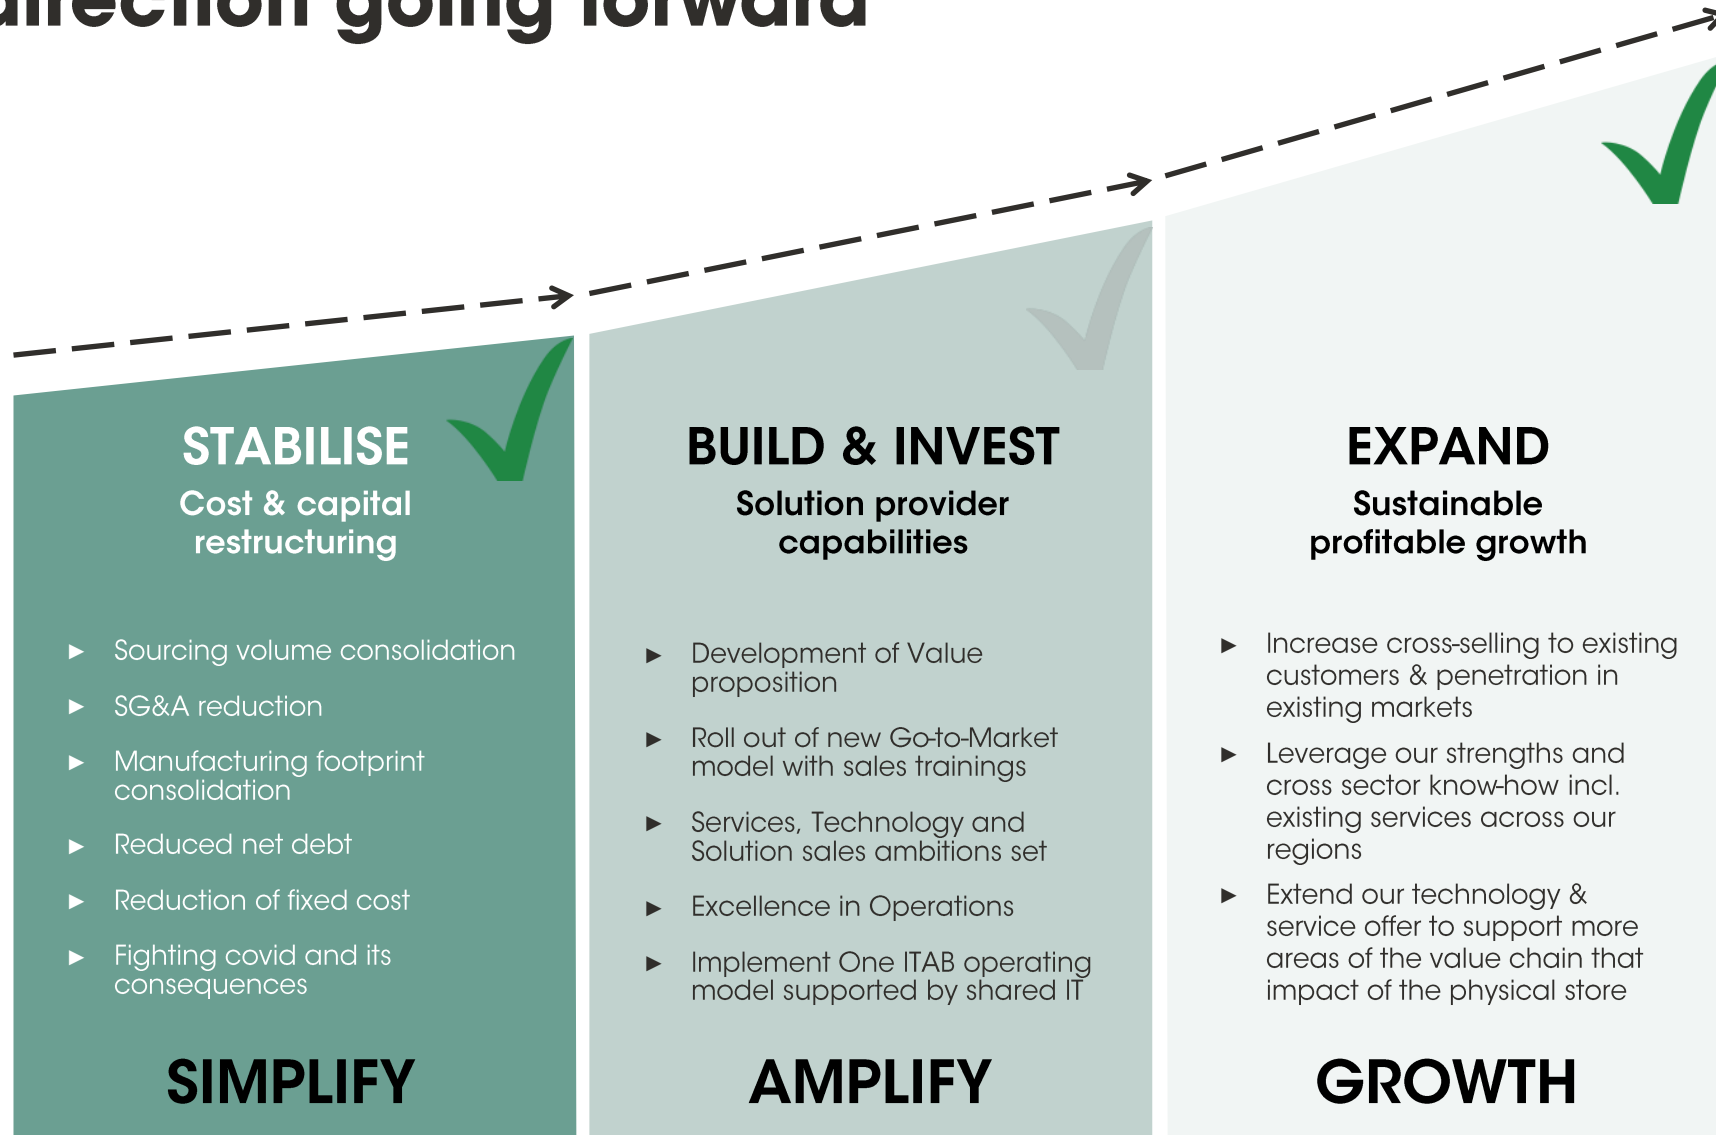 direction going forward
STABILISE
Cost & capital
restructuring
► Sourcing volume consolidation
► SG&A reduction
► Manufacturing footprint
consolidation
► Reduced net debt
► Reduction of fixed cost
► Fighting covid and its
consequences
SIMPLIFY
BUILD & INVEST
Solution provider
capabilities
► Development of Value
proposition
► Roll out of new Go-to-Market
model with sales trainings
► Services, Technology and
Solution sales ambitions set
► Excellence in Operations
► Implement One ITAB operating
model supported by shared IT
AMPLIFY
EXPAND
Sustainable
profitable growth
► Increase cross-selling to existing
customers & penetration in
existing markets
► Leverage our strengths and
cross sector know-how incl.
existing services across our
regions
► Extend our technology &
service offer to support more
areas of the value chain that
impact of the physical store
GROWTH